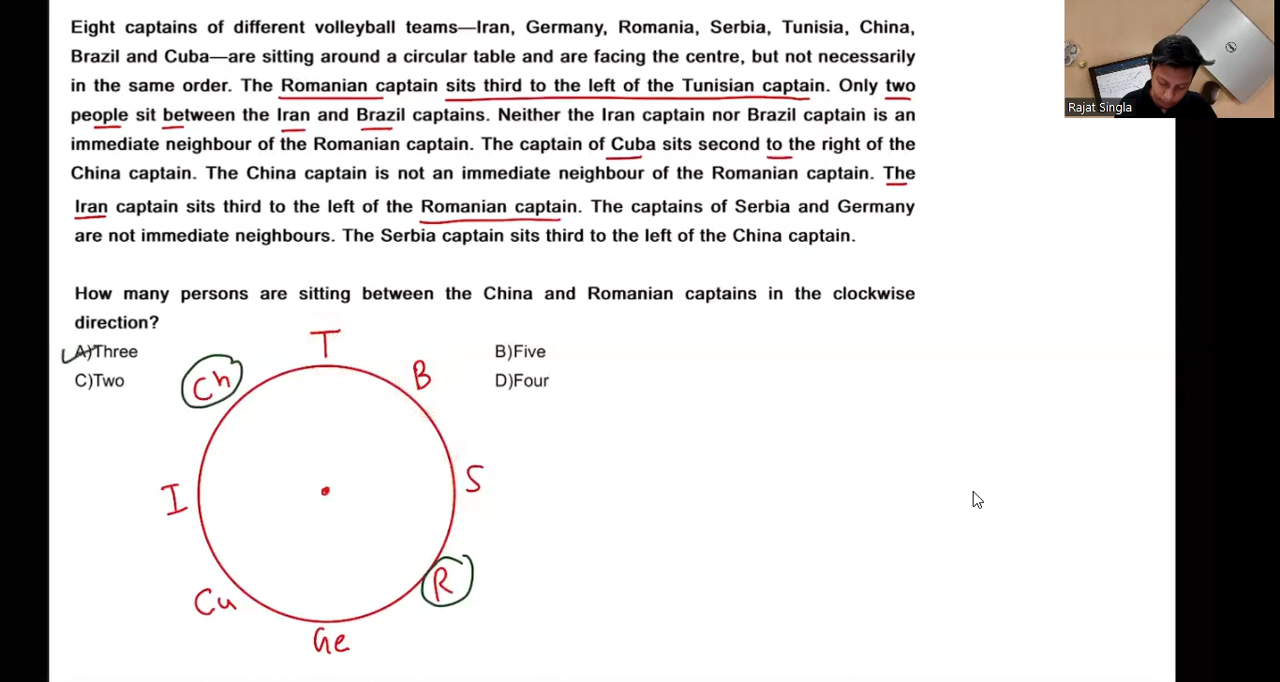 Eight captains of different volleyball teams—Iran, Germany, Romania, Serbia, Tunisia, China,
Brazil and Cuba—are sitting around a circular table and are facing the centre, but not necessarily
in the same order. The Romanian captain sits third to the left of the Tunisian captain. Only two
people sit between the Iran and Brazil captains. Neither the Iran captain nor Brazil captain is an
immediate neighbour of the Romanian captain. The captain of Cuba sits second to the right of the
China captain. The China captain is not an immediate neighbour of the Romanian captain. The
Iran captain sits third to the left of the Romanian captain. The captains of Serbia and Germany
are not immediate neighbours. The Serbia captain sits third to the left of the China captain.
How many persons are sitting between the China and Romanian captains in the clockwise
direction?
A)Three
B)Five
C)Two
D)Four
T
Ch
B
I
S
Cu
R
Ge
Rajat Singla